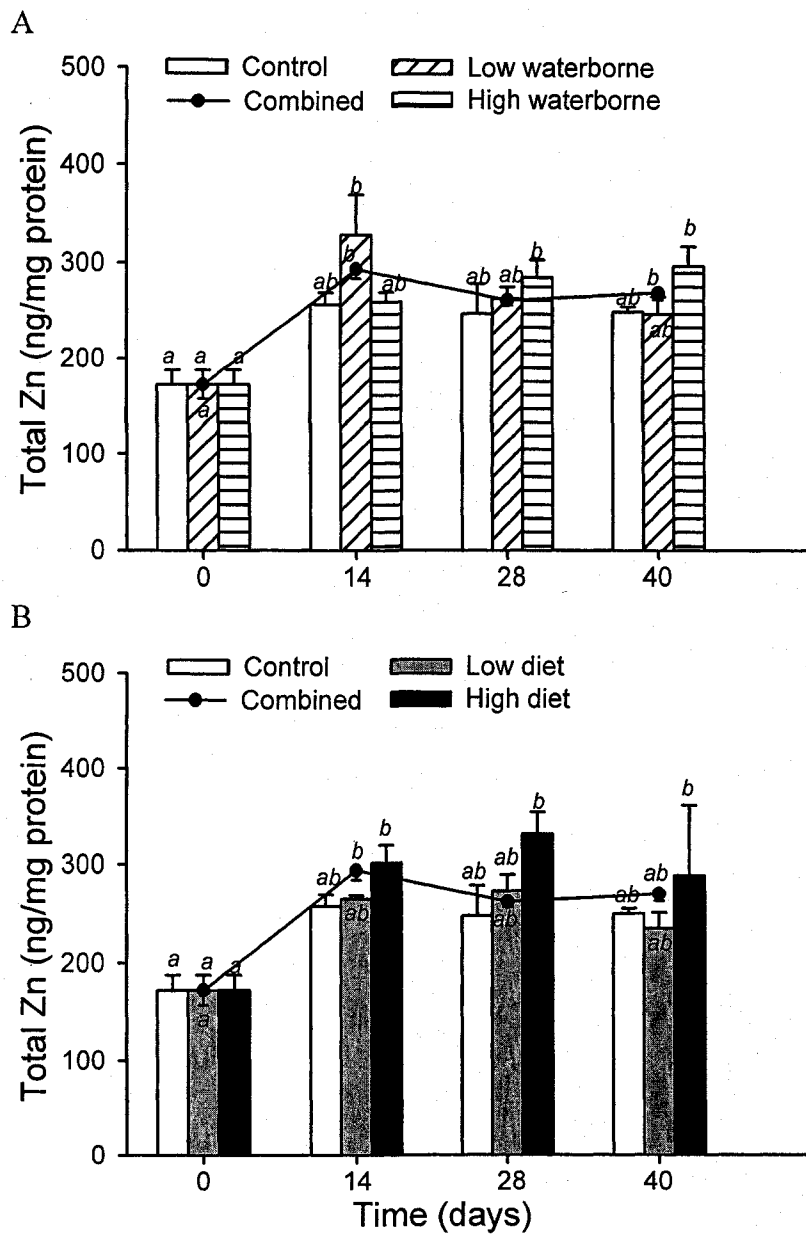 A
500
Control
Low waterborne
Combined
High waterborne
400
300
200
100
0
Total Zn (ng/mg protein)
a a a
a
ab b ab
b
ab ab b
ab b b
ab
0 14 28 40
B
500
Control
Low diet
Combined
High diet
400
300
200
100
0
Total Zn (ng/mg protein)
a a a
a
ab b b
ab
ab ab b
ab
ab ab b
ab
0 14 28 40
Time (days)